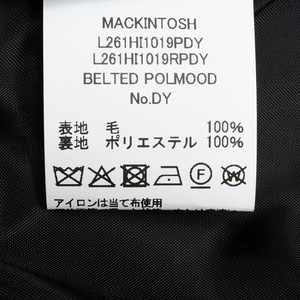 MACKINTOSH
L261HI1019PDY
L261HI1019RPDY
BELTED POLMOOD
No.DY
表地 毛 100%
裏地 ポリエステル 100%
P
W
アイロンは当て布使用